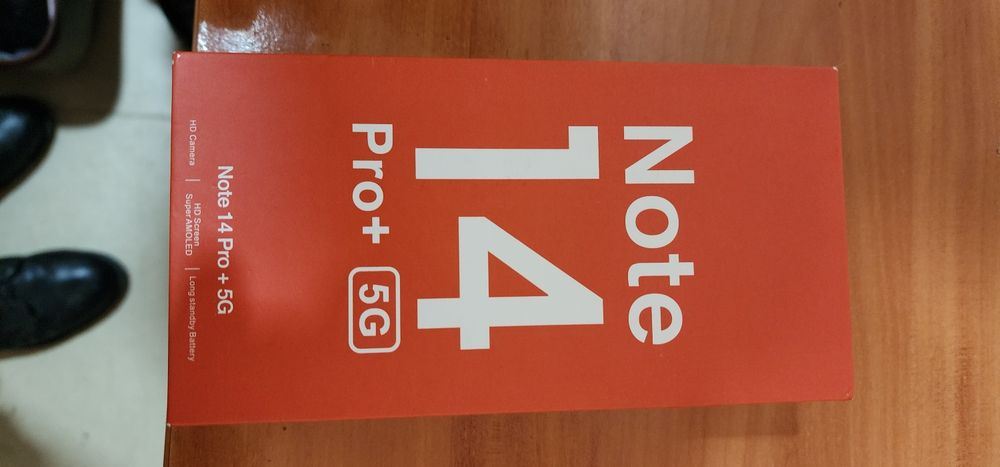 Note
14
Pro+ 5G
Note 14 Pro + 5G
HD Camera | HD Screen | Long standby Battery
Super AMOLED